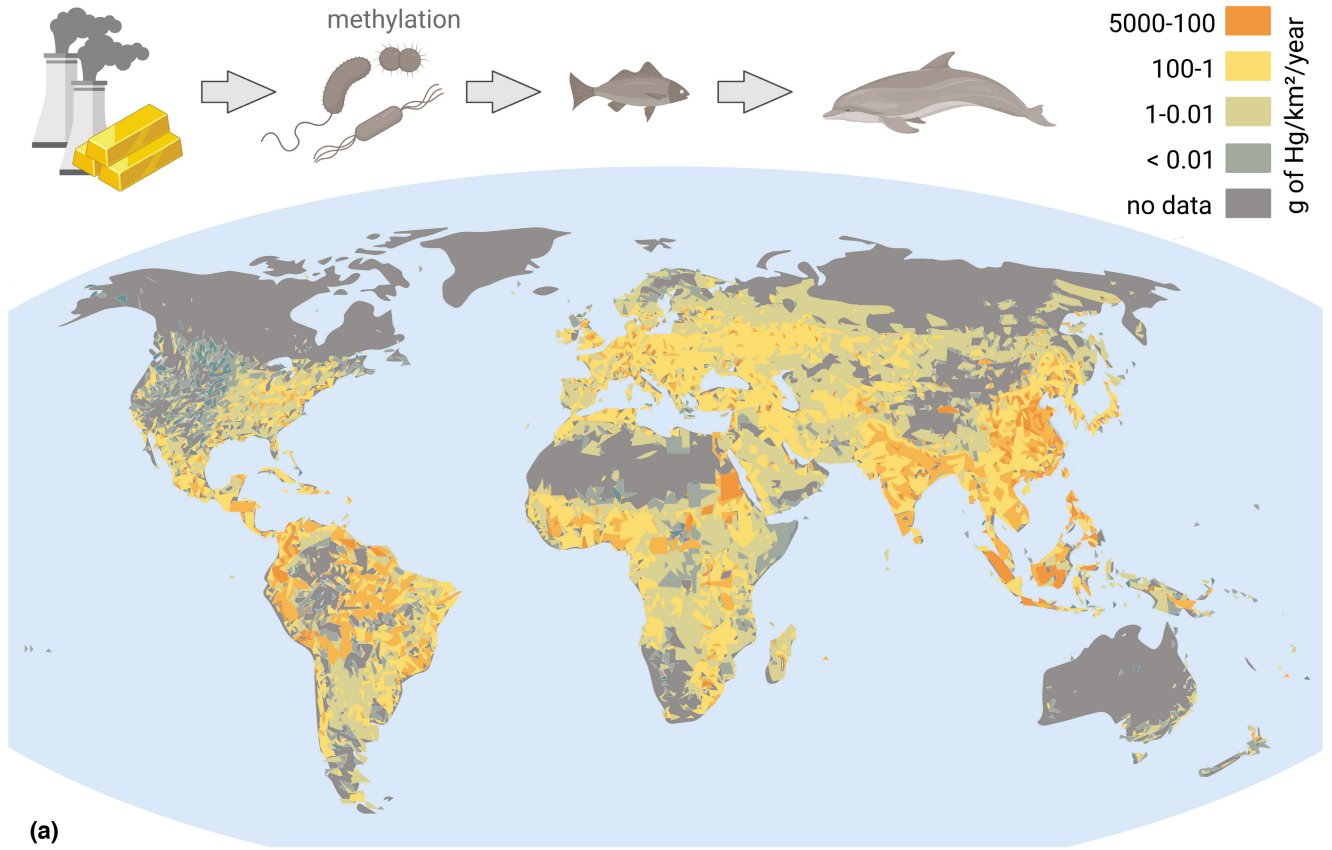 methylation
5000-100
100-1
1-0.01
< 0.01
no data
g of Hg/km²/year
(a)